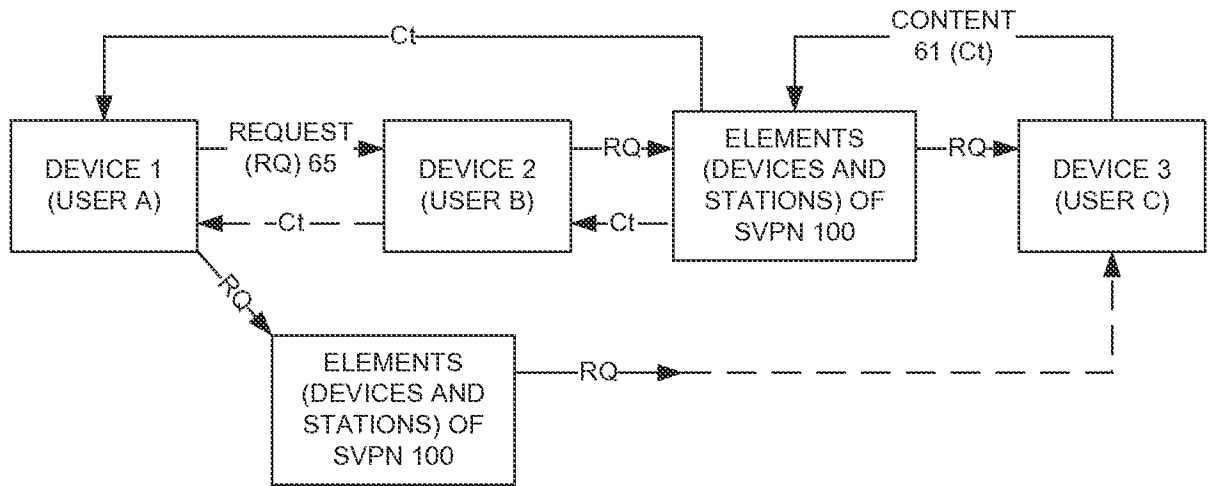 CONTENT
61 (Ct)
Ct
DEVICE 1
(USER A)
REQUEST
(RQ) 65
DEVICE 2
(USER B)
RQ
ELEMENTS
(DEVICES AND
STATIONS) OF
SVPN 100
RQ
DEVICE 3
(USER C)
Ct
Ct
RQ
ELEMENTS
(DEVICES AND
STATIONS) OF
SVPN 100
RQ